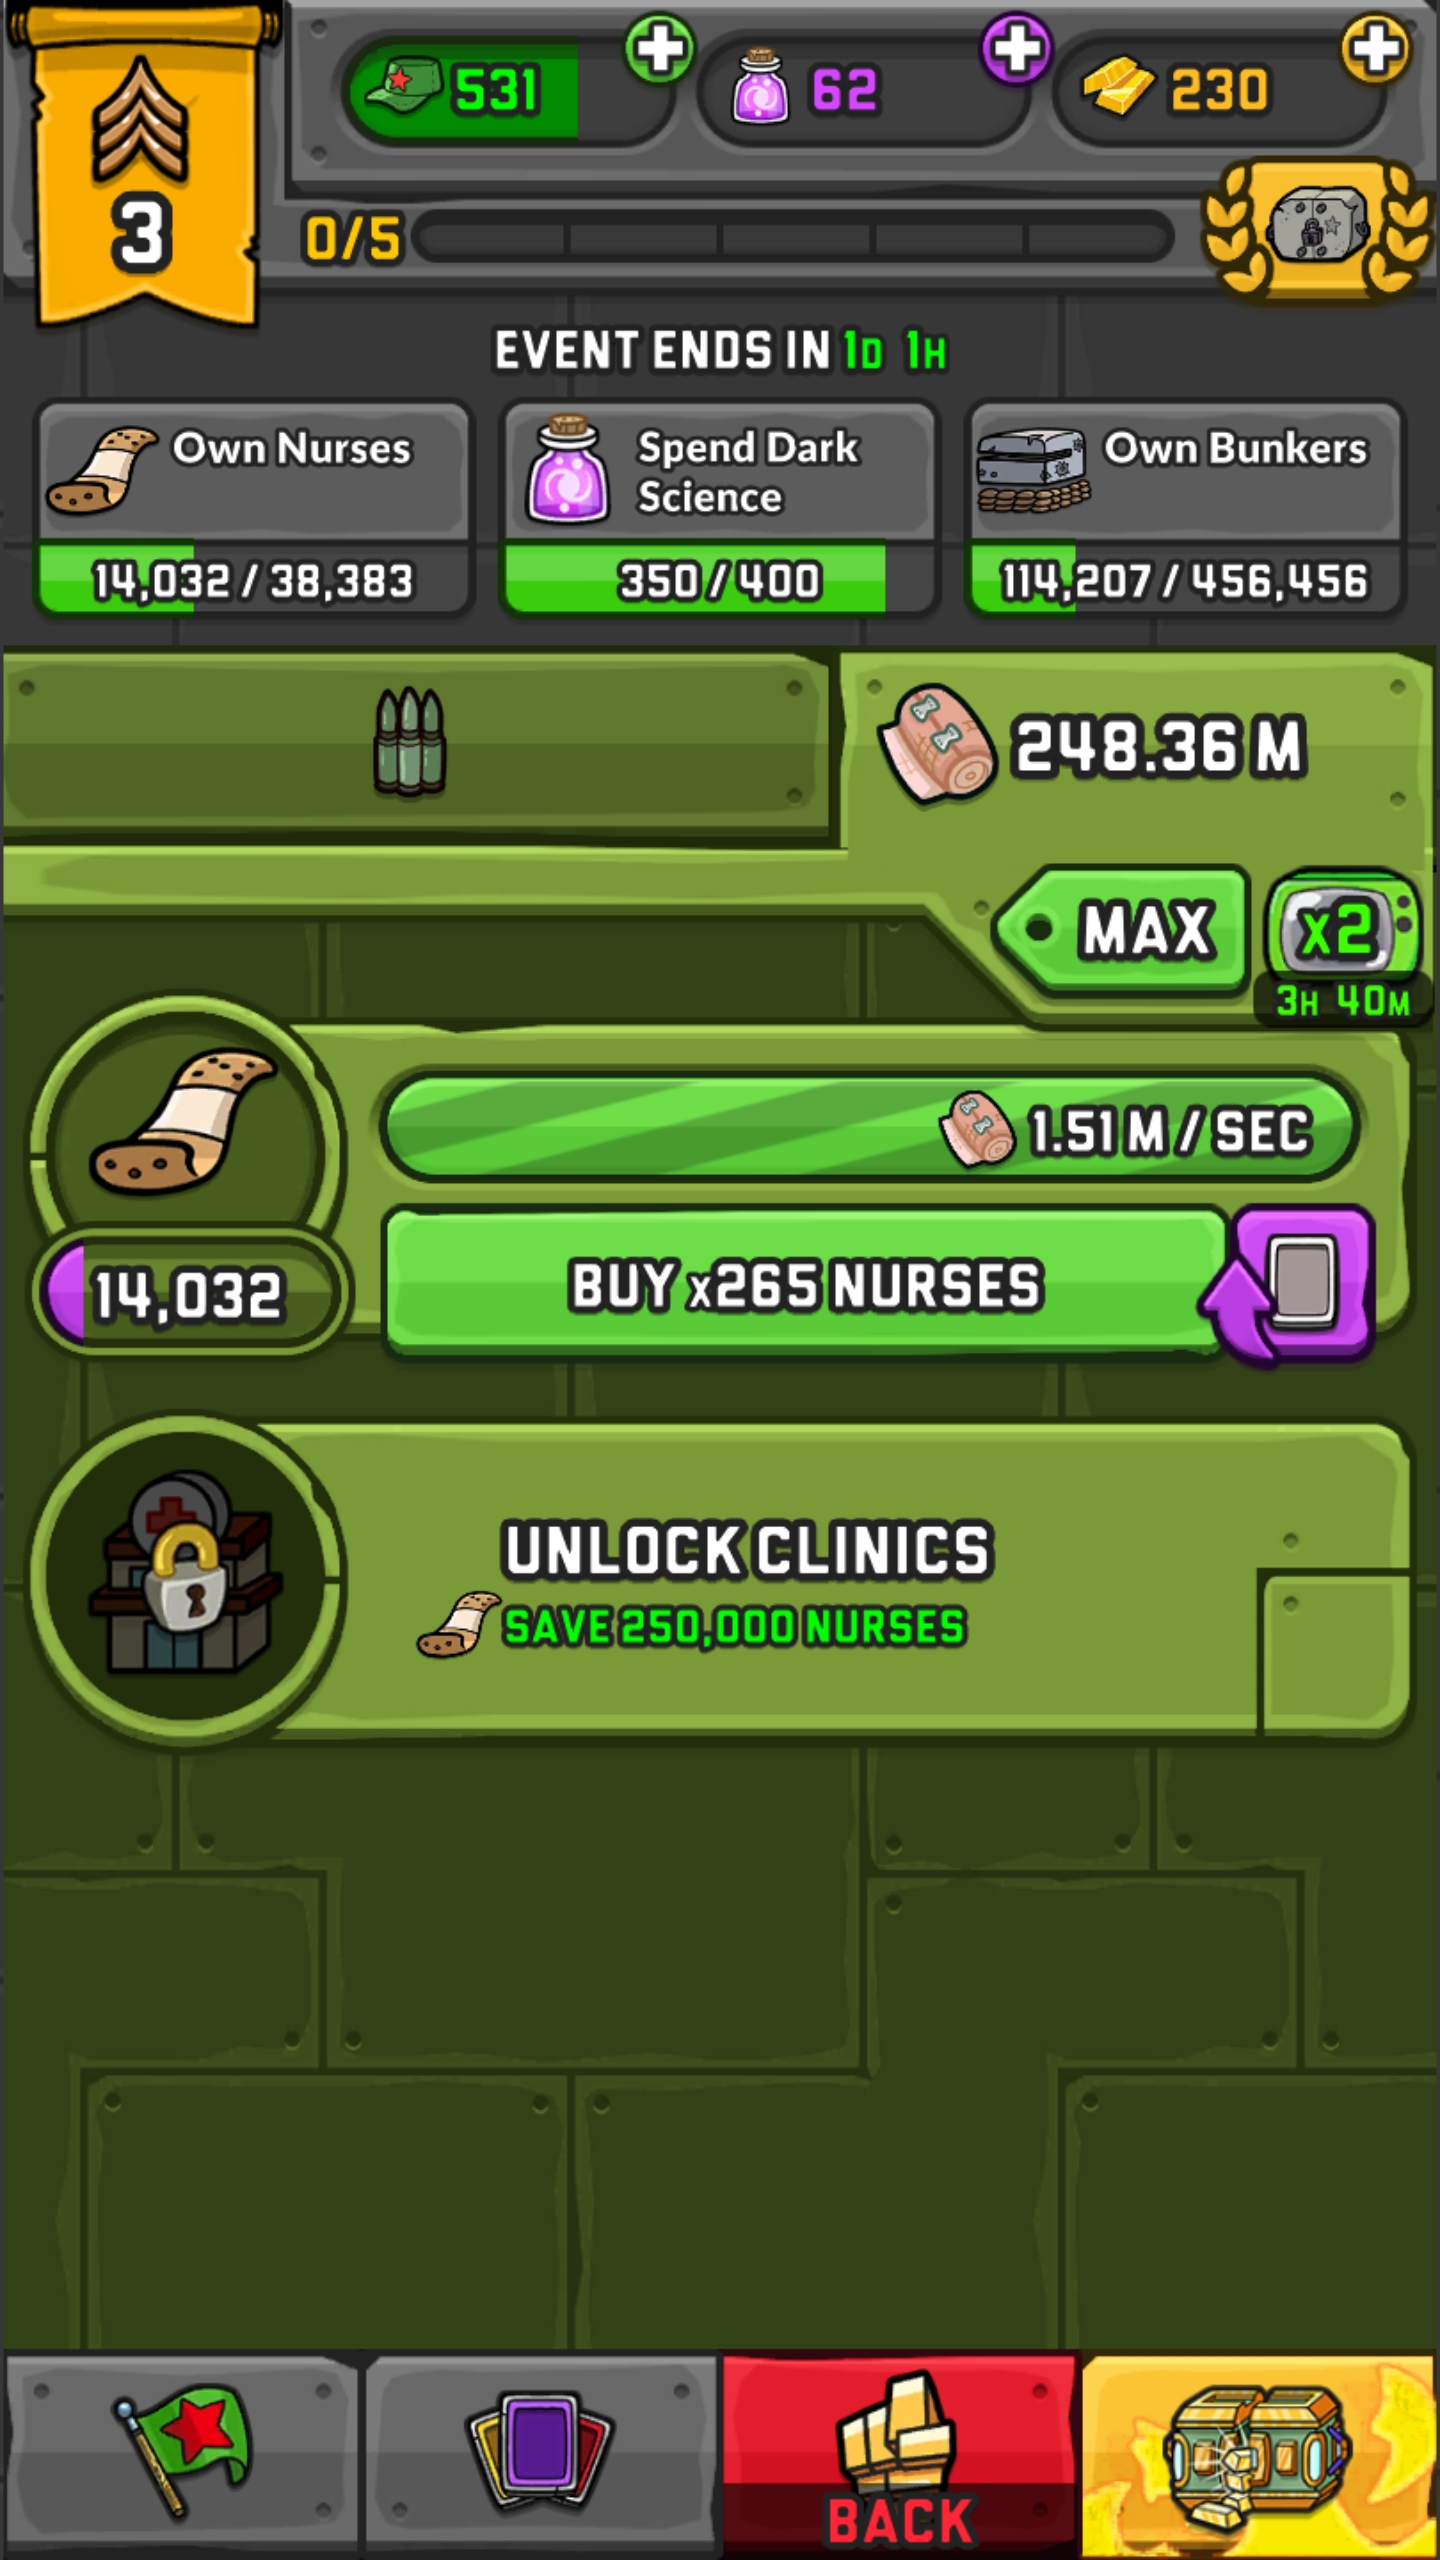 531
62
230
3
0/5
EVENT ENDS IN 1D 1H
Own Nurses
14,032 / 38,383
Spend Dark
Science
350 / 400
Own Bunkers
114,207 / 456,456
248.36 M
MAX
x2
3H 40M
1.51 M / SEC
14,032
BUY x265 NURSES
UNLOCK CLINICS
SAVE 250,000 NURSES
BACK